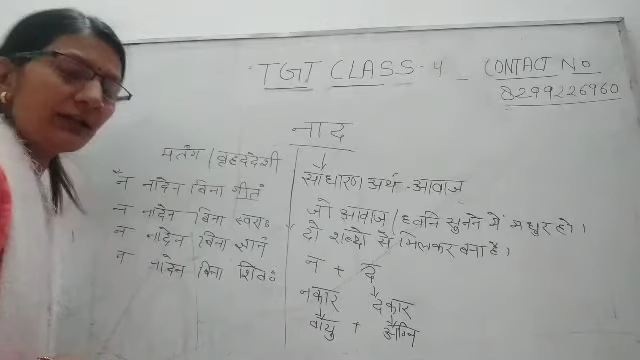 TGT CLASS-4
CONTACT No
8299226960
नाद
मतंग / वृहददेशी
न नादेन बिना गीतं
न नादेन बिना स्वराः
न नादेन बिना ज्ञानं
न नादेन बिना शिवः
साधारण अर्थ - आवाज
जो आवाज / ध्वनि सुनने में मधुर हो।
दो शब्दो से मिलकर बना है।
न + द
नकार दकार
वायु + अग्नि